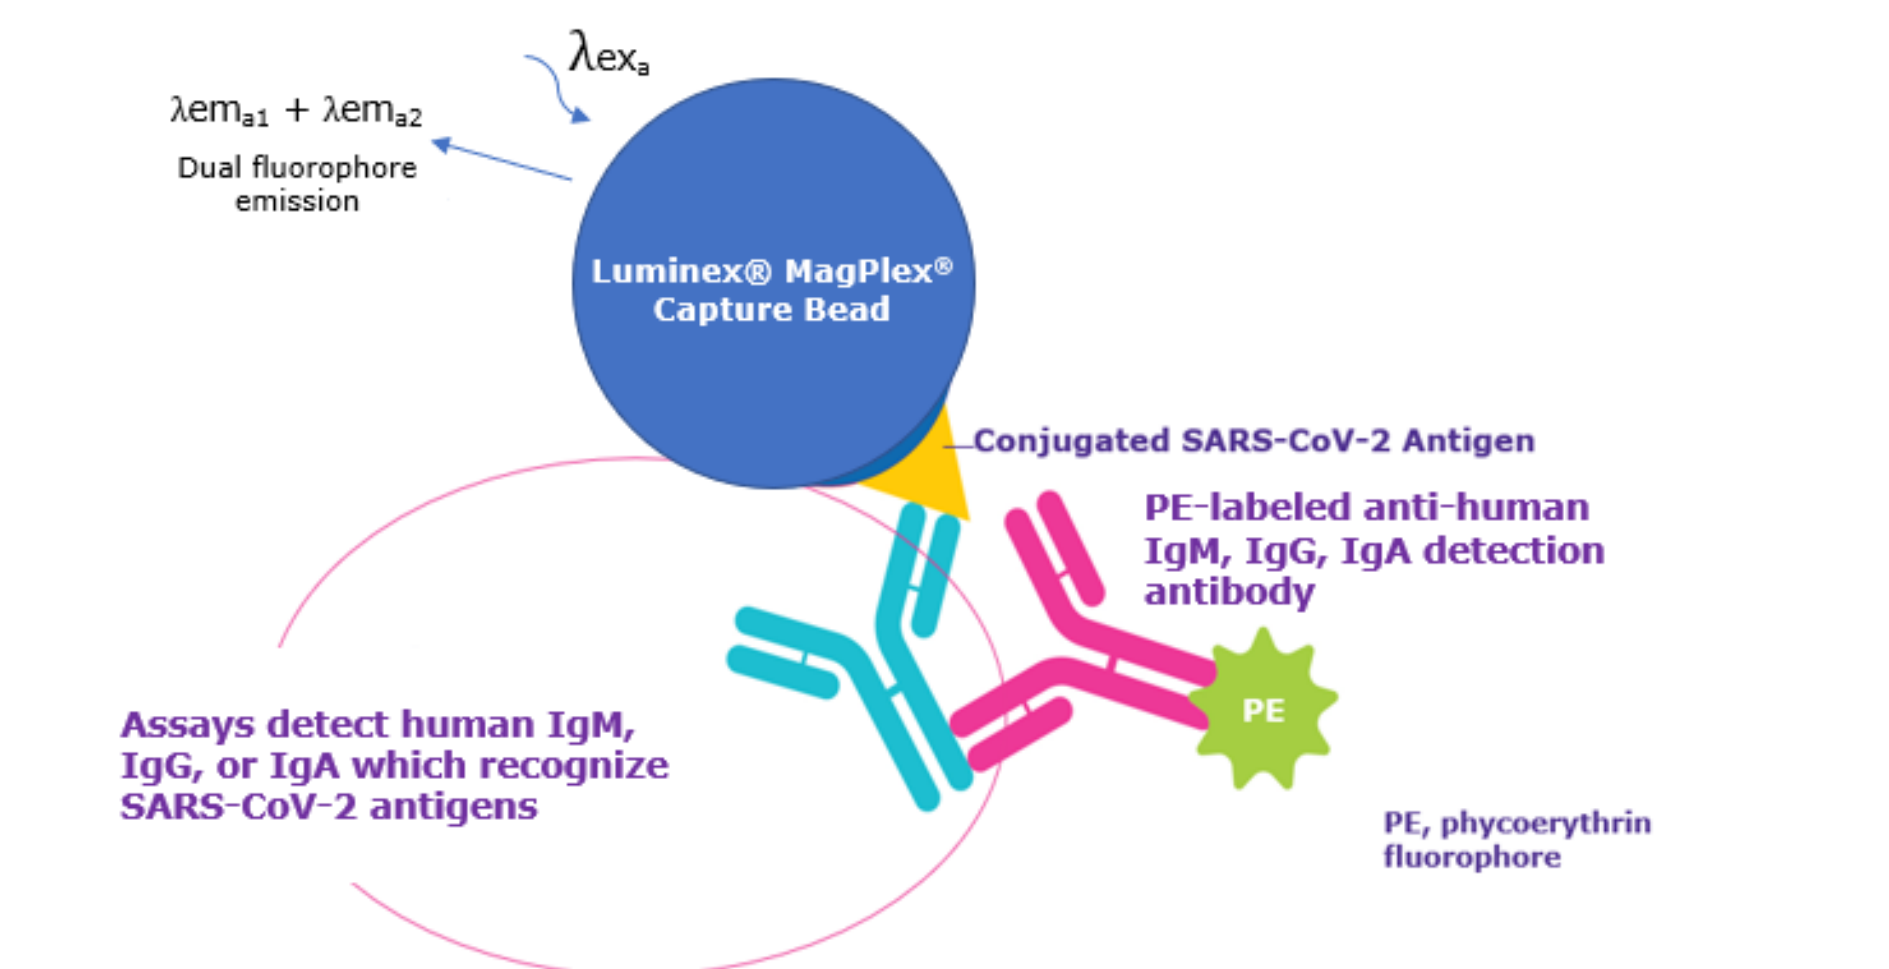 λexₐ
λemₐ₁ + λemₐ₂
Dual fluorophore
emission
Luminex® MagPlex®
Capture Bead
Conjugated SARS-CoV-2 Antigen
PE-labeled anti-human
IgM, IgG, IgA detection
antibody
PE
Assays detect human IgM,
IgG, or IgA which recognize
SARS-CoV-2 antigens
PE, phycoerythrin
fluorophore